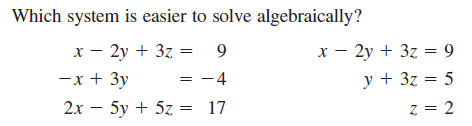 Which system is easier to solve algebraically?
x − 2y + 3z = 9 x − 2y + 3z = 9
−x + 3y = −4 y + 3z = 5
2x − 5y + 5z = 17 z = 2